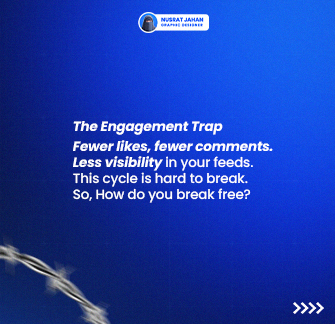 NUSRAT JAHAN
GRAPHIC DESIGNER
The Engagement Trap
Fewer likes, fewer comments.
Less visibility in your feeds.
This cycle is hard to break.
So, How do you break free?